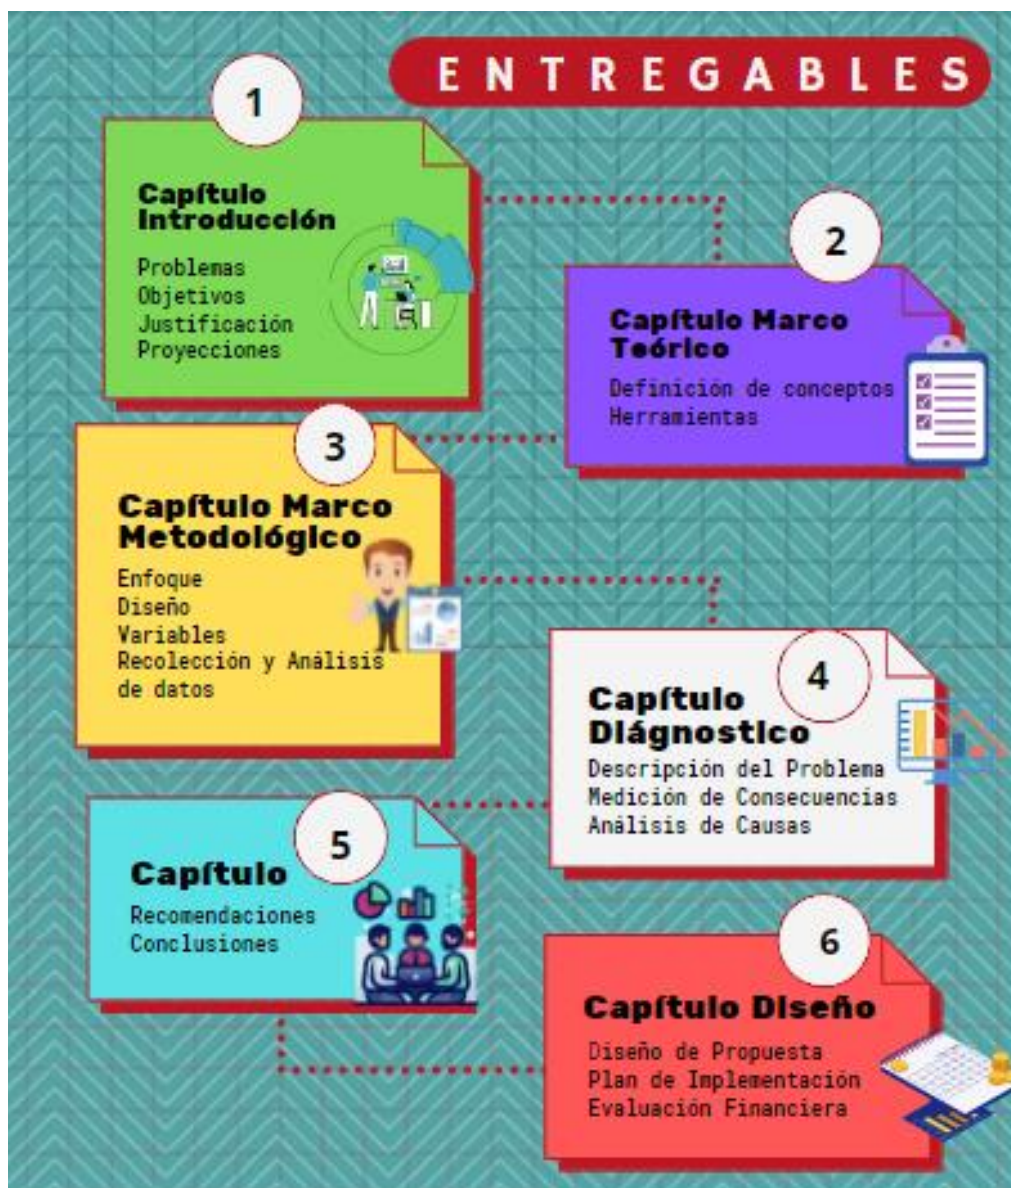 ENTREGABLES
1
Capítulo
Introducción
Problemas
Objetivos
Justificación
Proyecciones
2
Capítulo Marco
Teórico
Definición de conceptos
Herramientas
3
Capítulo Marco
Metodológico
Enfoque
Diseño
Variables
Recolección y Análisis
de datos
4
Capítulo
Diágnostico
Descripción del Problema
Medición de Consecuencias
Análisis de Causas
5
Capítulo
Recomendaciones
Conclusiones
6
Capítulo Diseño
Diseño de Propuesta
Plan de Implementación
Evaluación Financiera